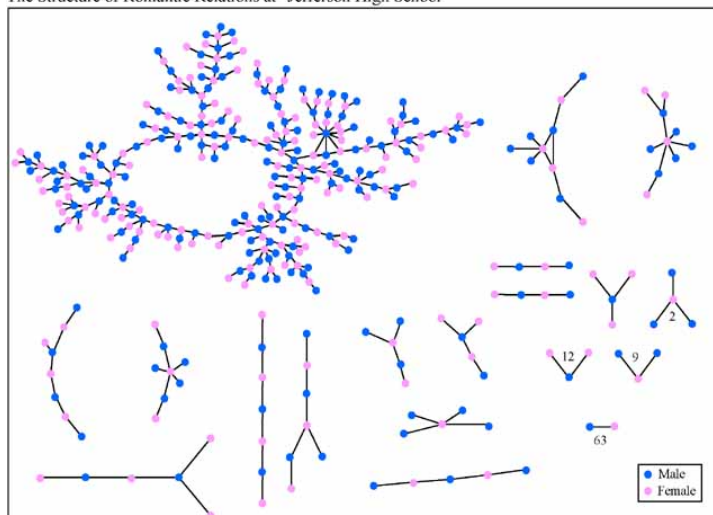 The Structure of Romantic Relations at "Jefferson High School"
2
12
9
63
Male
Female